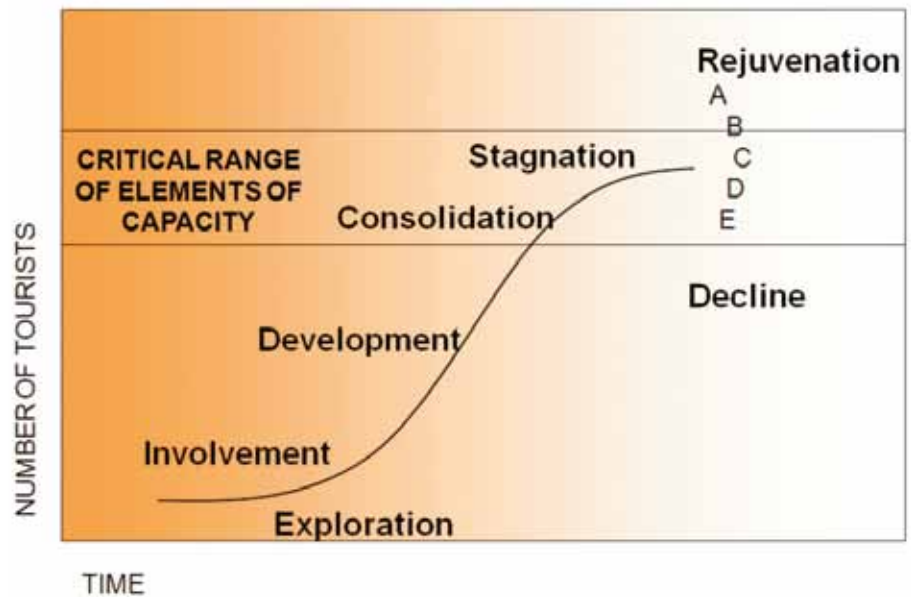 Rejuvenation
A
B
CRITICAL RANGE
OF ELEMENTS OF
CAPACITY
Stagnation
C
D
Consolidation
E
Decline
Development
Involvement
Exploration
NUMBER OF TOURISTS
TIME